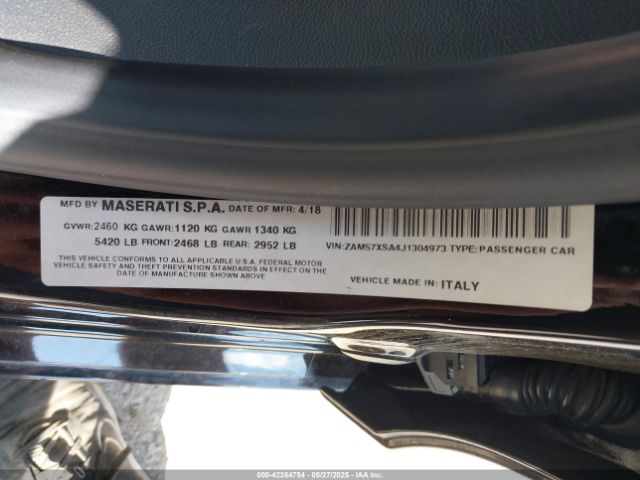 MFD BY MASERATI S.P.A. DATE OF MFR: 4/18
GVWR:2460 KG GAWR:1120 KG GAWR 1340 KG
5420 LB FRONT:2468 LB REAR: 2952 LB
THIS VEHICLE CONFORMS TO ALL APPLICABLE U.S.A. FEDERAL MOTOR
VEHICLE SAFETY AND THEFT PREVENTION STANDARDS IN EFFECT ON THE
DATE OF MANUFACTURE SHOWN ABOVE
VIN:ZAM57XSA4J1304973 TYPE:PASSENGER CAR
VEHICLE MADE IN: ITALY
000-42354754 - 05/27/2025 - IAAI.COM